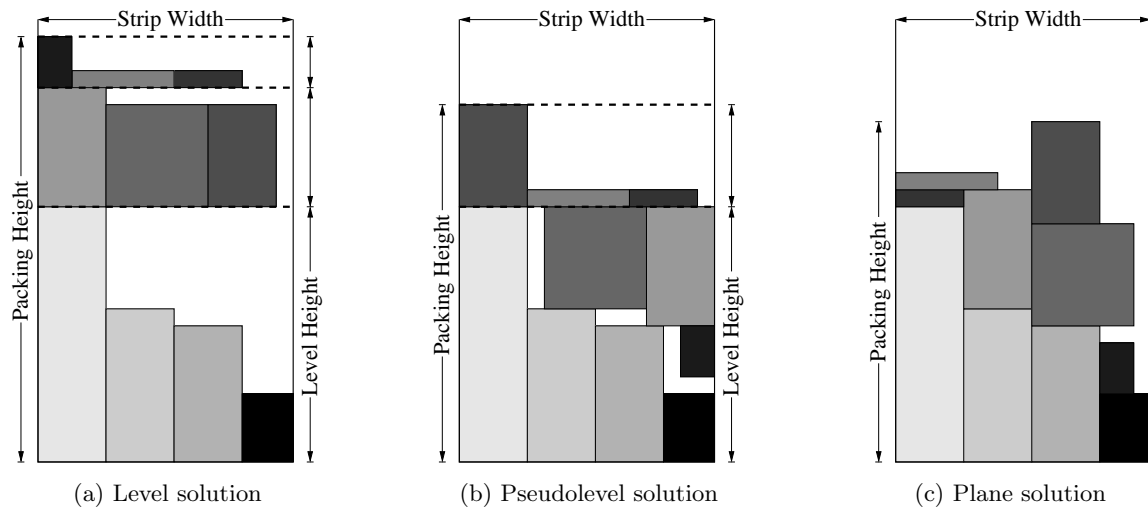 Strip Width
Packing Height
Level Height
(a) Level solution
Strip Width
Packing Height
Level Height
(b) Pseudolevel solution
Strip Width
Packing Height
(c) Plane solution